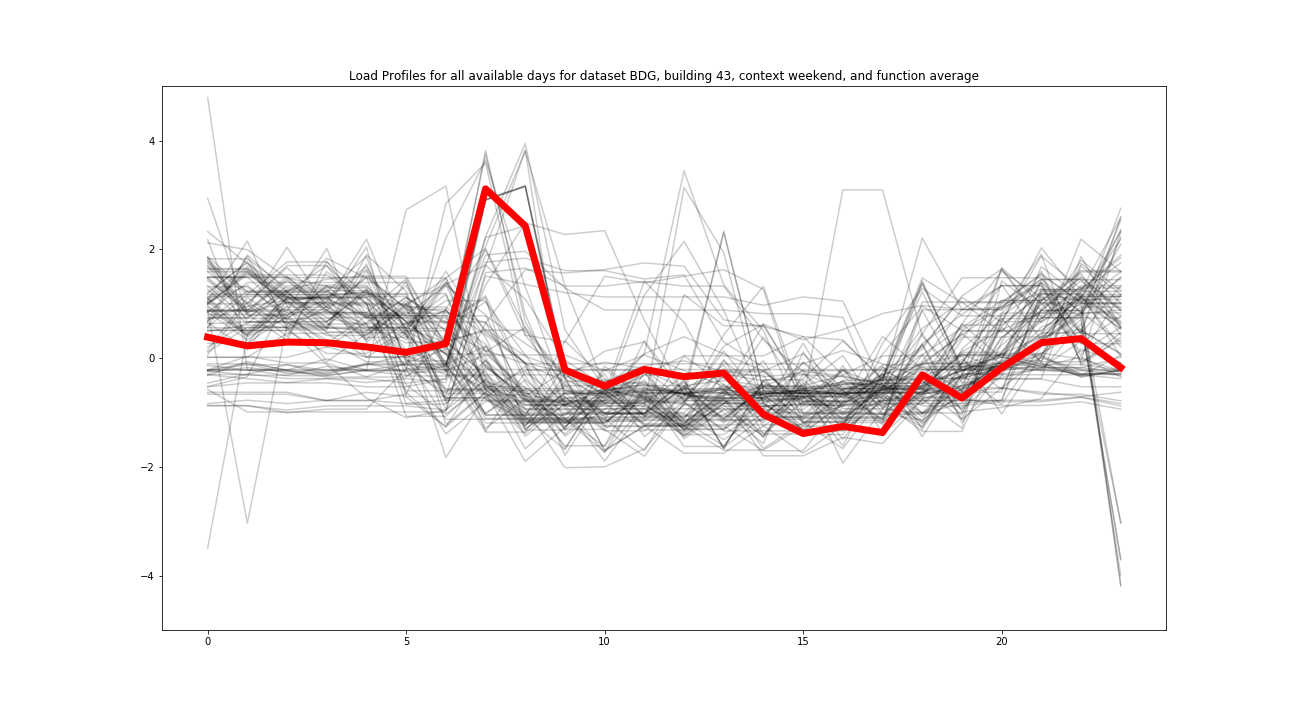 Load Profiles for all available days for dataset BDG, building 43, context weekend, and function average
4
2
0
−2
−4
0 5 10 15 20